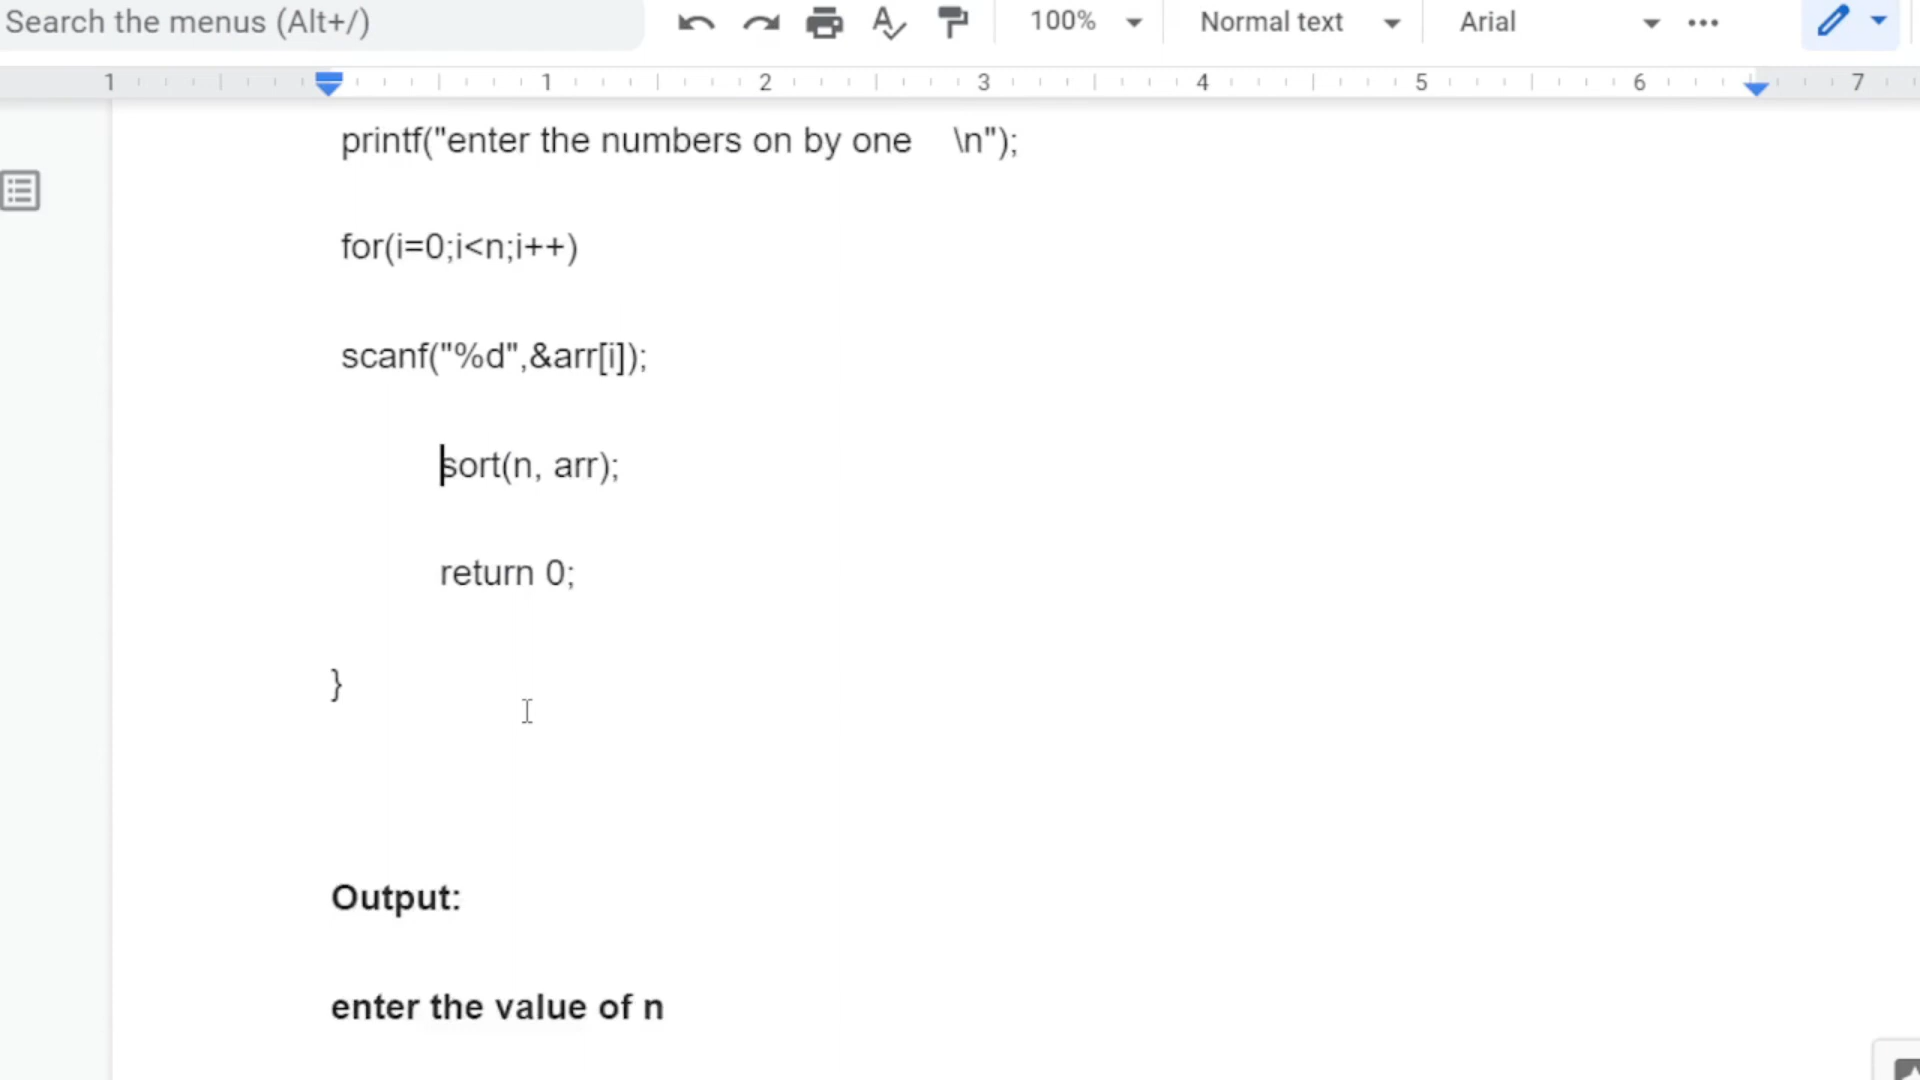 Search the menus (Alt+/)
100% Normal text Arial
1 1 2 3 4 5 6 7
printf("enter the numbers on by one    \n");
for(i=0;i<n;i++)
scanf("%d",&arr[i]);
sort(n, arr);
return 0;
}
Output:
enter the value of n